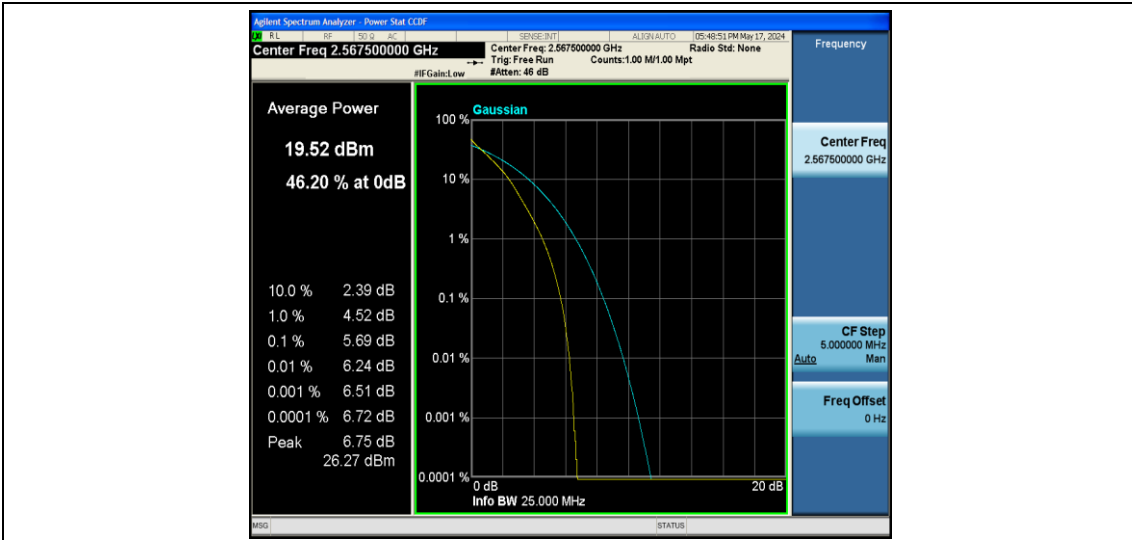 Agilent Spectrum Analyzer - Power Stat CCDF
LXI RL RF 50 Ω AC SENSE:INT ALIGN AUTO 05:48:51 PM May 17, 2024
Center Freq 2.567500000 GHz
Center Freq: 2.567500000 GHz Radio Std: None
Trig: Free Run Counts:1.00 M/1.00 Mpt
#IFGain:Low #Atten: 46 dB
Frequency
Average Power
19.52 dBm
46.20 % at 0dB
10.0 % 2.39 dB
1.0 % 4.52 dB
0.1 % 5.69 dB
0.01 % 6.24 dB
0.001 % 6.51 dB
0.0001 % 6.72 dB
Peak 6.75 dB
26.27 dBm
Gaussian
100 %
10 %
1 %
0.1 %
0.01 %
0.001 %
0.0001 %
0 dB 20 dB
Info BW 25.000 MHz
Center Freq
2.567500000 GHz
CF Step
5.000000 MHz
Auto Man
Freq Offset
0 Hz
MSG STATUS